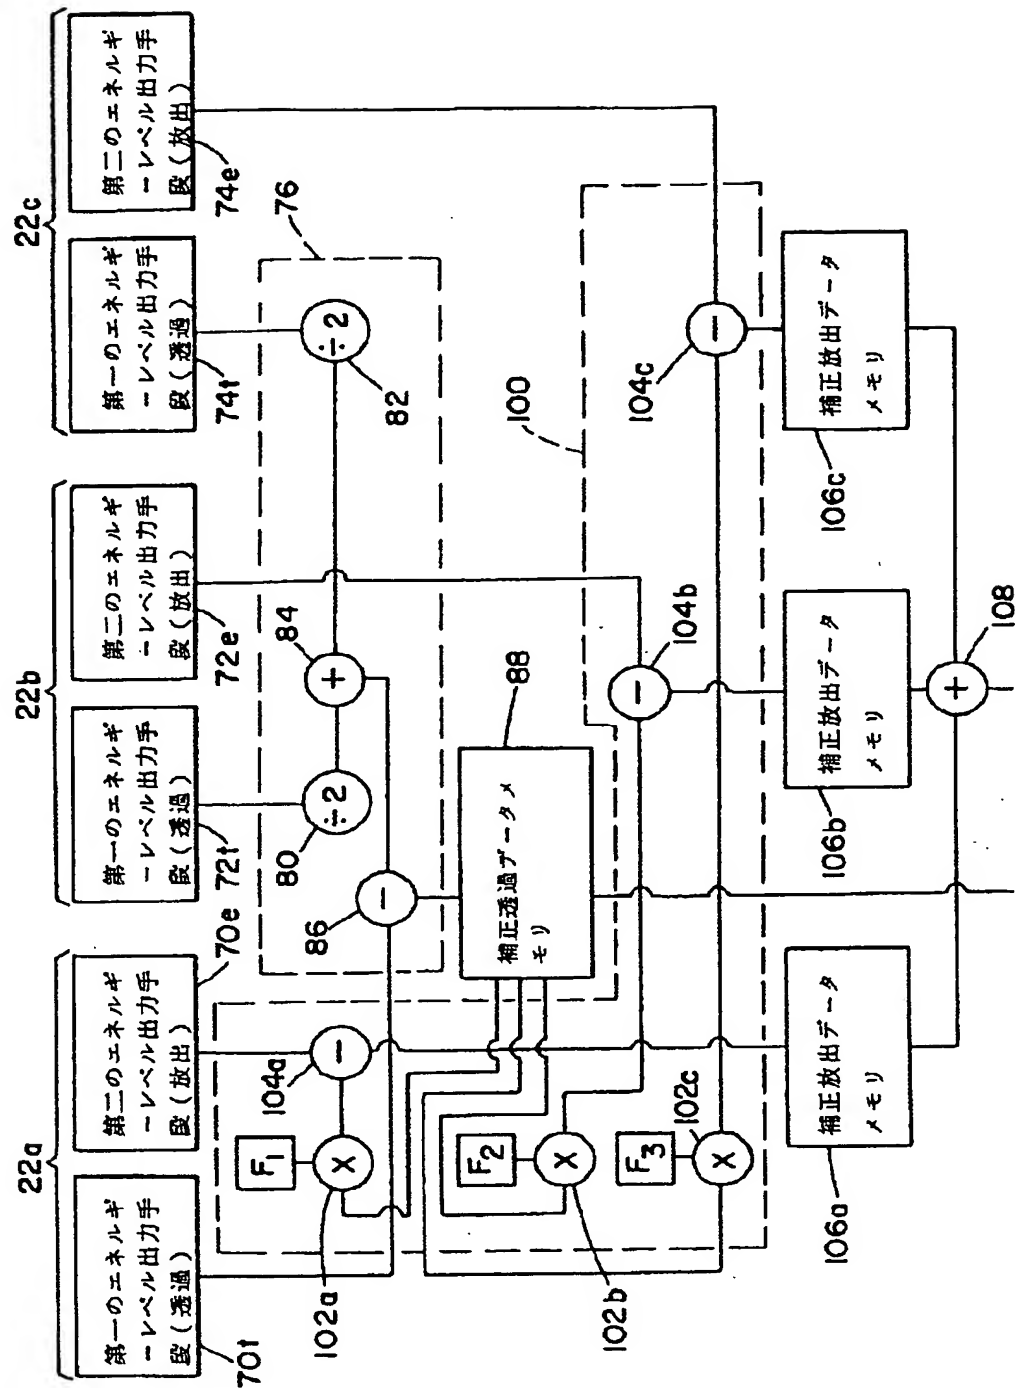 22a
22b
22c
第一のエネルギ
ーレベル出力手
段(透過)
70t
第二のエネルギ
ーレベル出力手
段(放出)
70e
第一のエネルギ
ーレベル出力手
段(透過)
72t
第二のエネルギ
ーレベル出力手
段(放出)
72e
第一のエネルギ
ーレベル出力手
段(透過)
74t
第二のエネルギ
ーレベル出力手
段(放出)
74e
76
F1
×
102a
−
104a
÷2
80
+
84
÷2
82
−
86
補正透過データメ
モリ
88
100
F2
×
102b
−
104b
F3
×
102c
−
104c
補正放出データ
メモリ
106a
補正放出データ
メモリ
106b
補正放出データ
メモリ
106c
+
108